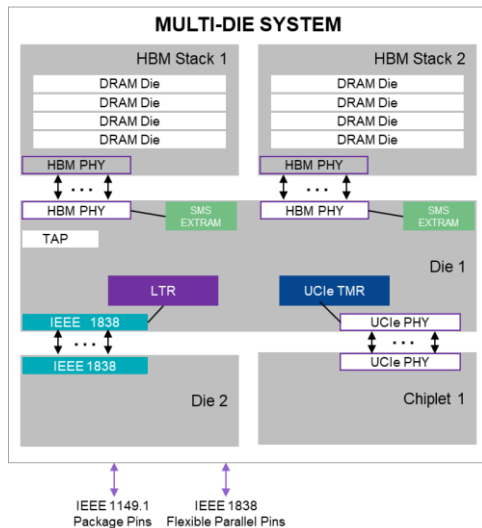 MULTI-DIE SYSTEM
HBM Stack 1
DRAM Die
DRAM Die
DRAM Die
DRAM Die
HBM PHY
HBM Stack 2
DRAM Die
DRAM Die
DRAM Die
DRAM Die
HBM PHY
HBM PHY
SMS
EXTRAM
HBM PHY
SMS
EXTRAM
TAP
Die 1
LTR
UCIe TMR
IEEE 1838
UCIe PHY
IEEE 1838
Die 2
UCIe PHY
Chiplet 1
IEEE 1149.1
Package Pins
IEEE 1838
Flexible Parallel Pins